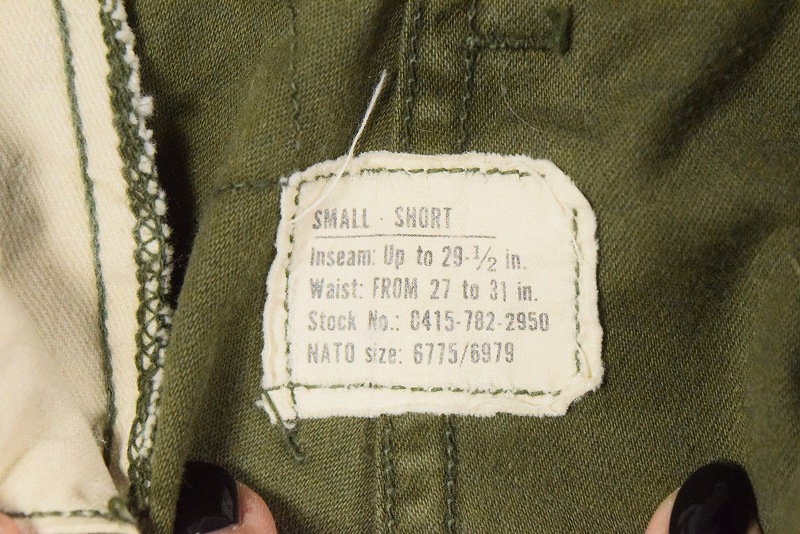 SMALL - SHORT
Inseam: Up to 29-1/2 in.
Waist: FROM 27 to 31 in.
Stock No.: 8415-782-2950
NATO size: 6775/6979